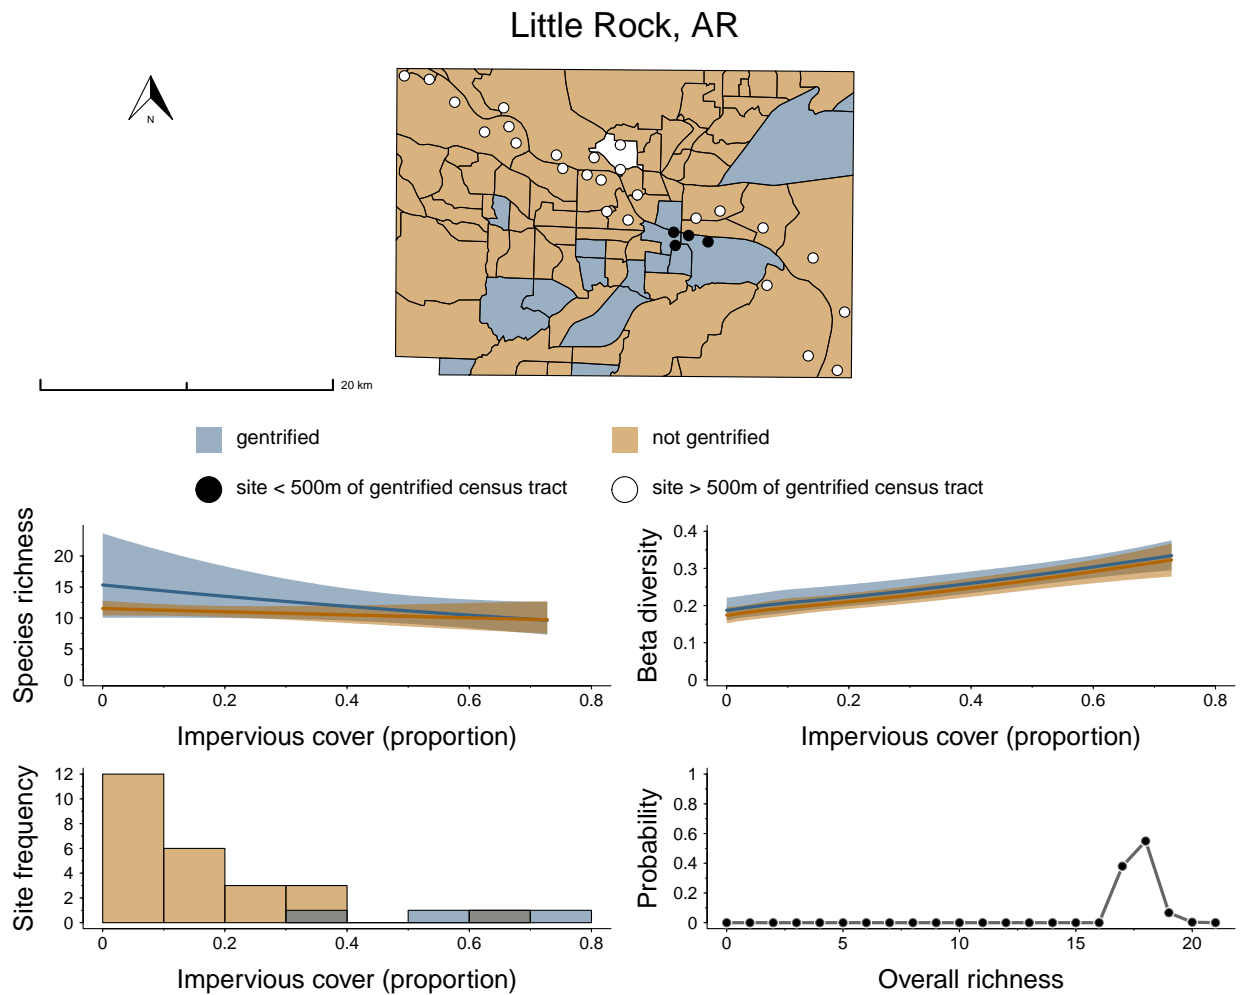 Little Rock, AR
N
20 km
gentrified
not gentrified
site < 500m of gentrified census tract
site > 500m of gentrified census tract
Species richness
20
15
10
5
0
0
0.2
0.4
0.6
0.8
Impervious cover (proportion)
Beta diversity
0.4
0.3
0.2
0.1
0
0
0.2
0.4
0.6
0.8
Impervious cover (proportion)
Site frequency
12
10
8
6
4
2
0
0
0.2
0.4
0.6
0.8
Impervious cover (proportion)
Probability
1
0.8
0.6
0.4
0.2
0
0
5
10
15
20
Overall richness